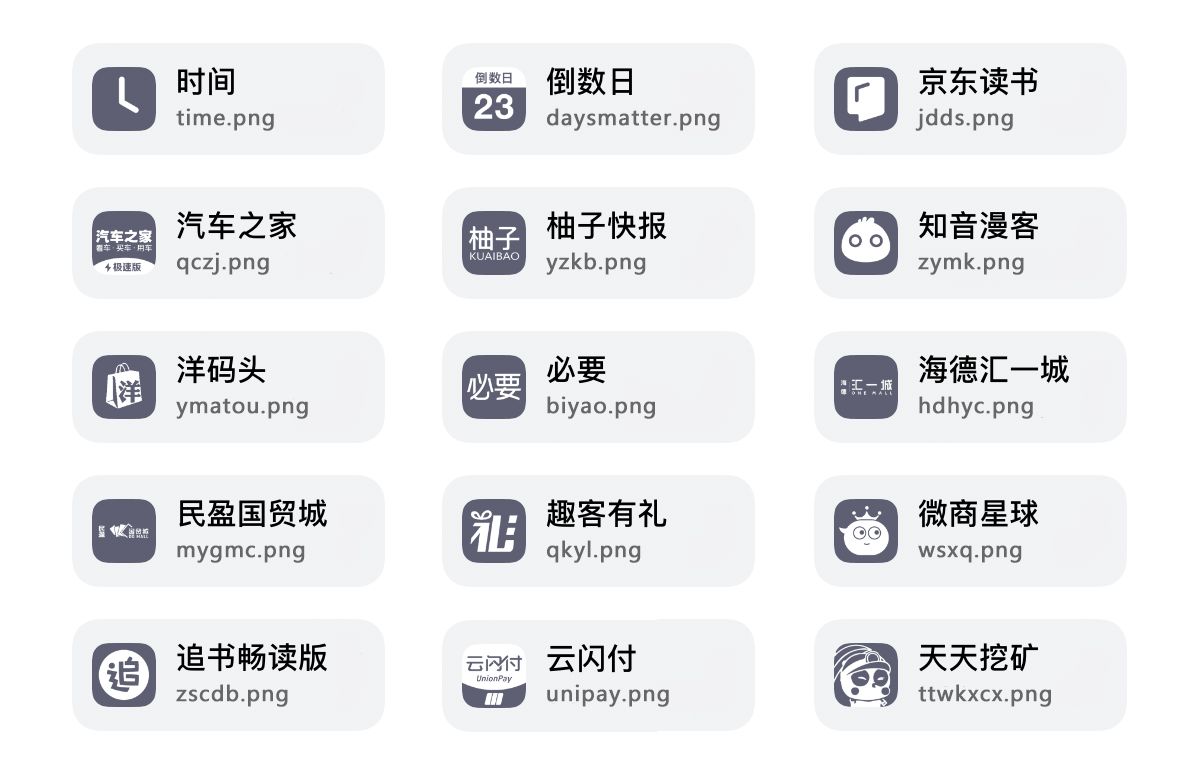 时间
time.png
倒数日
23
倒数日
daysmatter.png
京东读书
jdds.png
汽车之家
看车·买车·用车
极速版
汽车之家
qczj.png
柚子
KUAIBAO
柚子快报
yzkb.png
知音漫客
zymk.png
洋
洋码头
ymatou.png
必要
必要
biyao.png
海德
汇一城
ONE MALL
海德汇一城
hdhyc.png
民盈
国贸城
民盈国贸城
mygmc.png
礼
趣客有礼
qkyl.png
微商星球
wsxq.png
追
追书畅读版
zscdb.png
云闪付
UnionPay
云闪付
unipay.png
天天挖矿
ttwkxcx.png